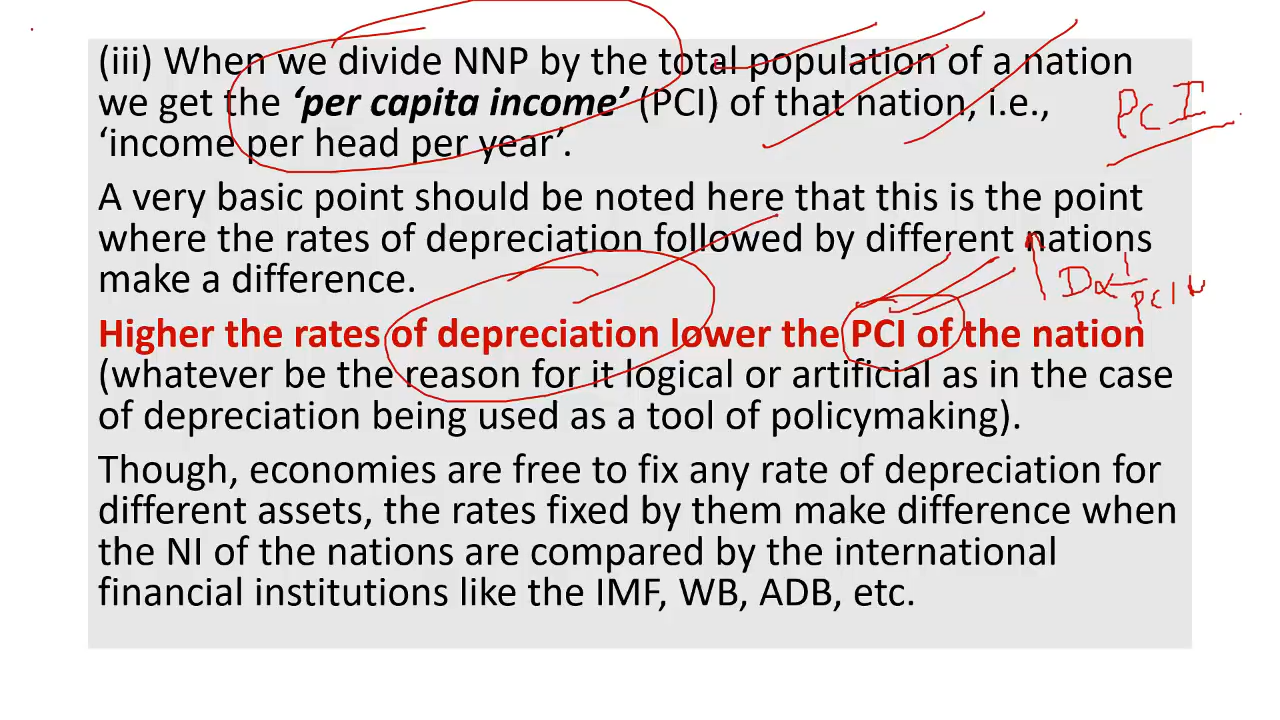 (iii) When we divide NNP by the total population of a nation
we get the ‘per capita income’ (PCI) of that nation, i.e.,
‘income per head per year’.
PCI
A very basic point should be noted here that this is the point
where the rates of depreciation followed by different nations
make a difference.
D∝1/PCI
Higher the rates of depreciation lower the PCI of the nation
(whatever be the reason for it logical or artificial as in the case
of depreciation being used as a tool of policymaking).
Though, economies are free to fix any rate of depreciation for
different assets, the rates fixed by them make difference when
the NI of the nations are compared by the international
financial institutions like the IMF, WB, ADB, etc.